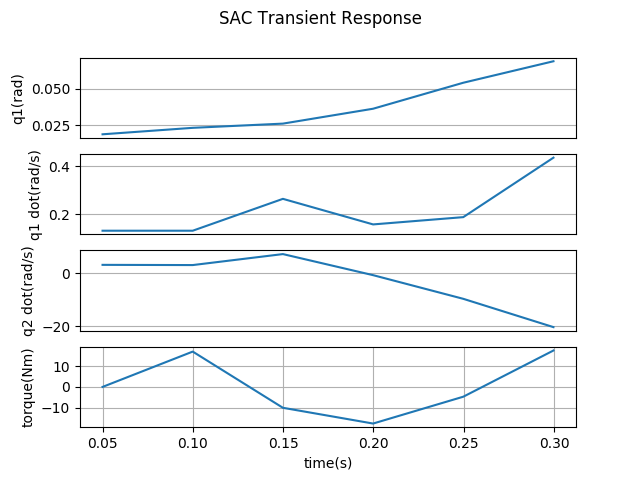 SAC Transient Response
q1(rad)
0.050
0.025
q1 dot(rad/s)
0.4
0.2
q2 dot(rad/s)
0
−20
torque(Nm)
10
0
−10
0.05 0.10 0.15 0.20 0.25 0.30
time(s)